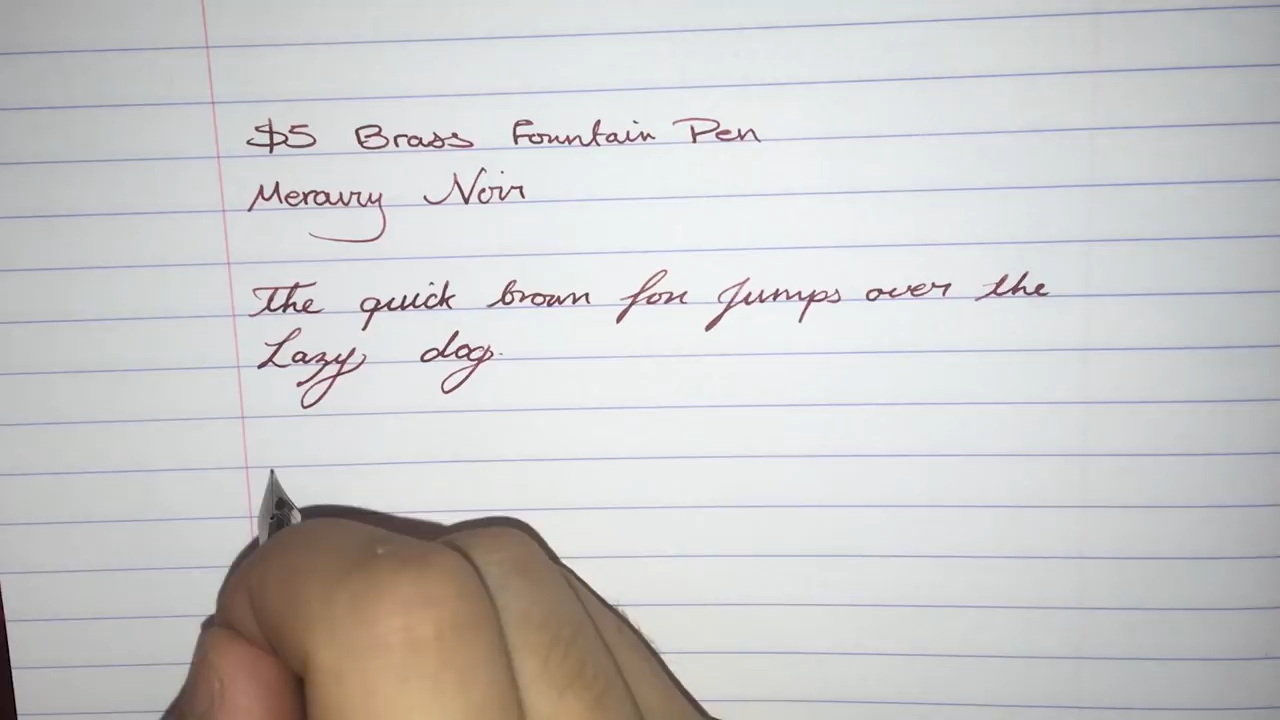 $5 Brass Fountain Pen
Mercury Noir
The quick brown fox Jumps over the
Lazy dog.